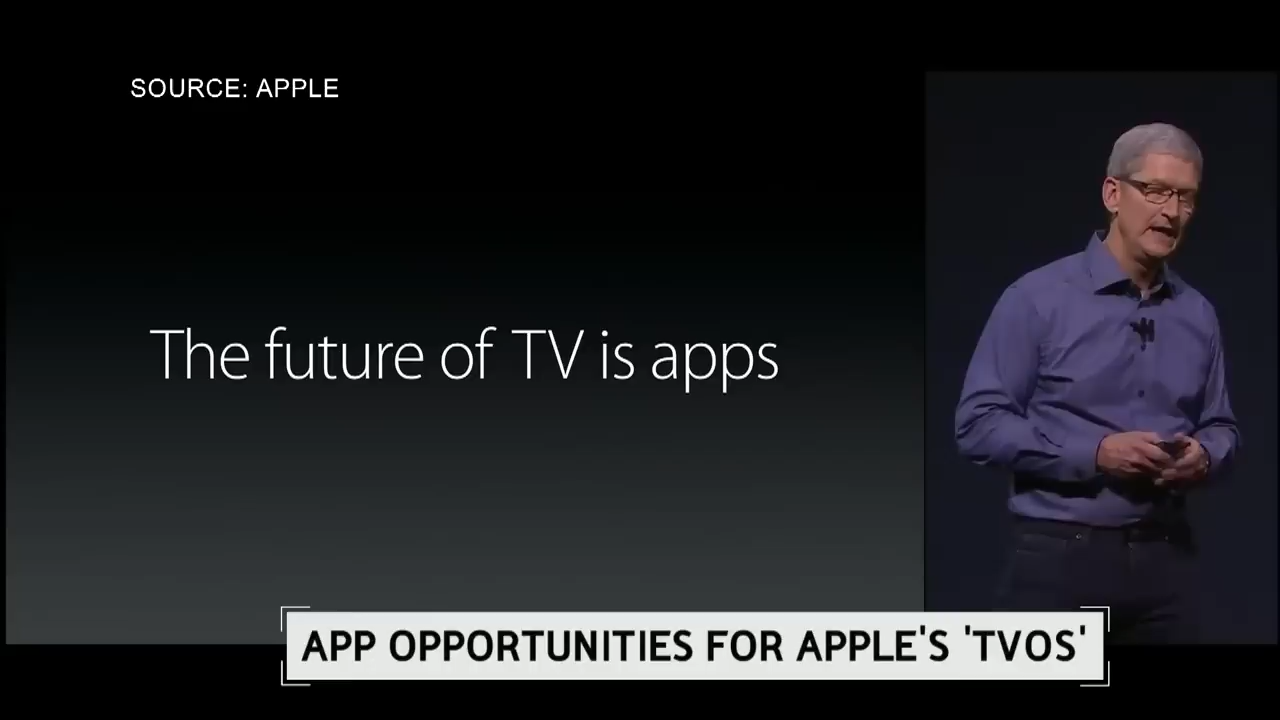 SOURCE: APPLE
The future of TV is apps
APP OPPORTUNITIES FOR APPLE'S 'TVOS'